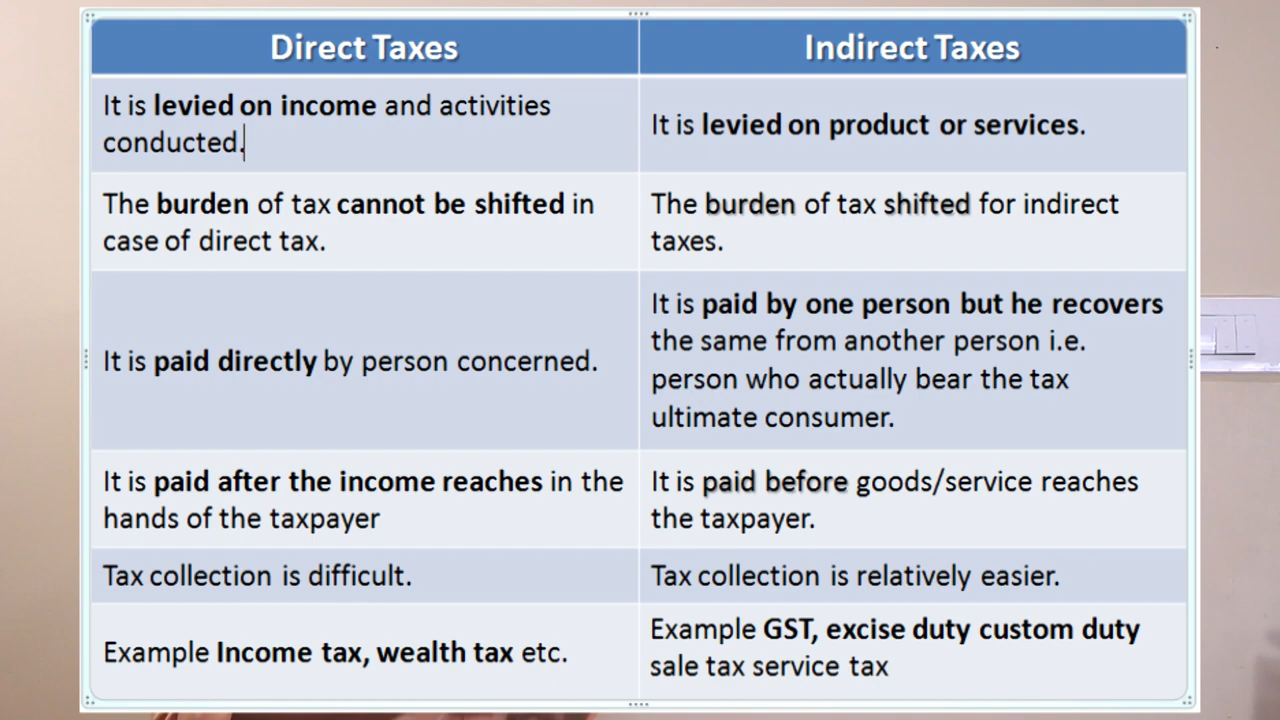 Direct Taxes
Indirect Taxes
It is levied on income and activities
conducted.
It is levied on product or services.
The burden of tax cannot be shifted in
case of direct tax.
The burden of tax shifted for indirect
taxes.
It is paid directly by person concerned.
It is paid by one person but he recovers
the same from another person i.e.
person who actually bear the tax
ultimate consumer.
It is paid after the income reaches in the
hands of the taxpayer
It is paid before goods/service reaches
the taxpayer.
Tax collection is difficult.
Tax collection is relatively easier.
Example Income tax, wealth tax etc.
Example GST, excise duty custom duty
sale tax service tax